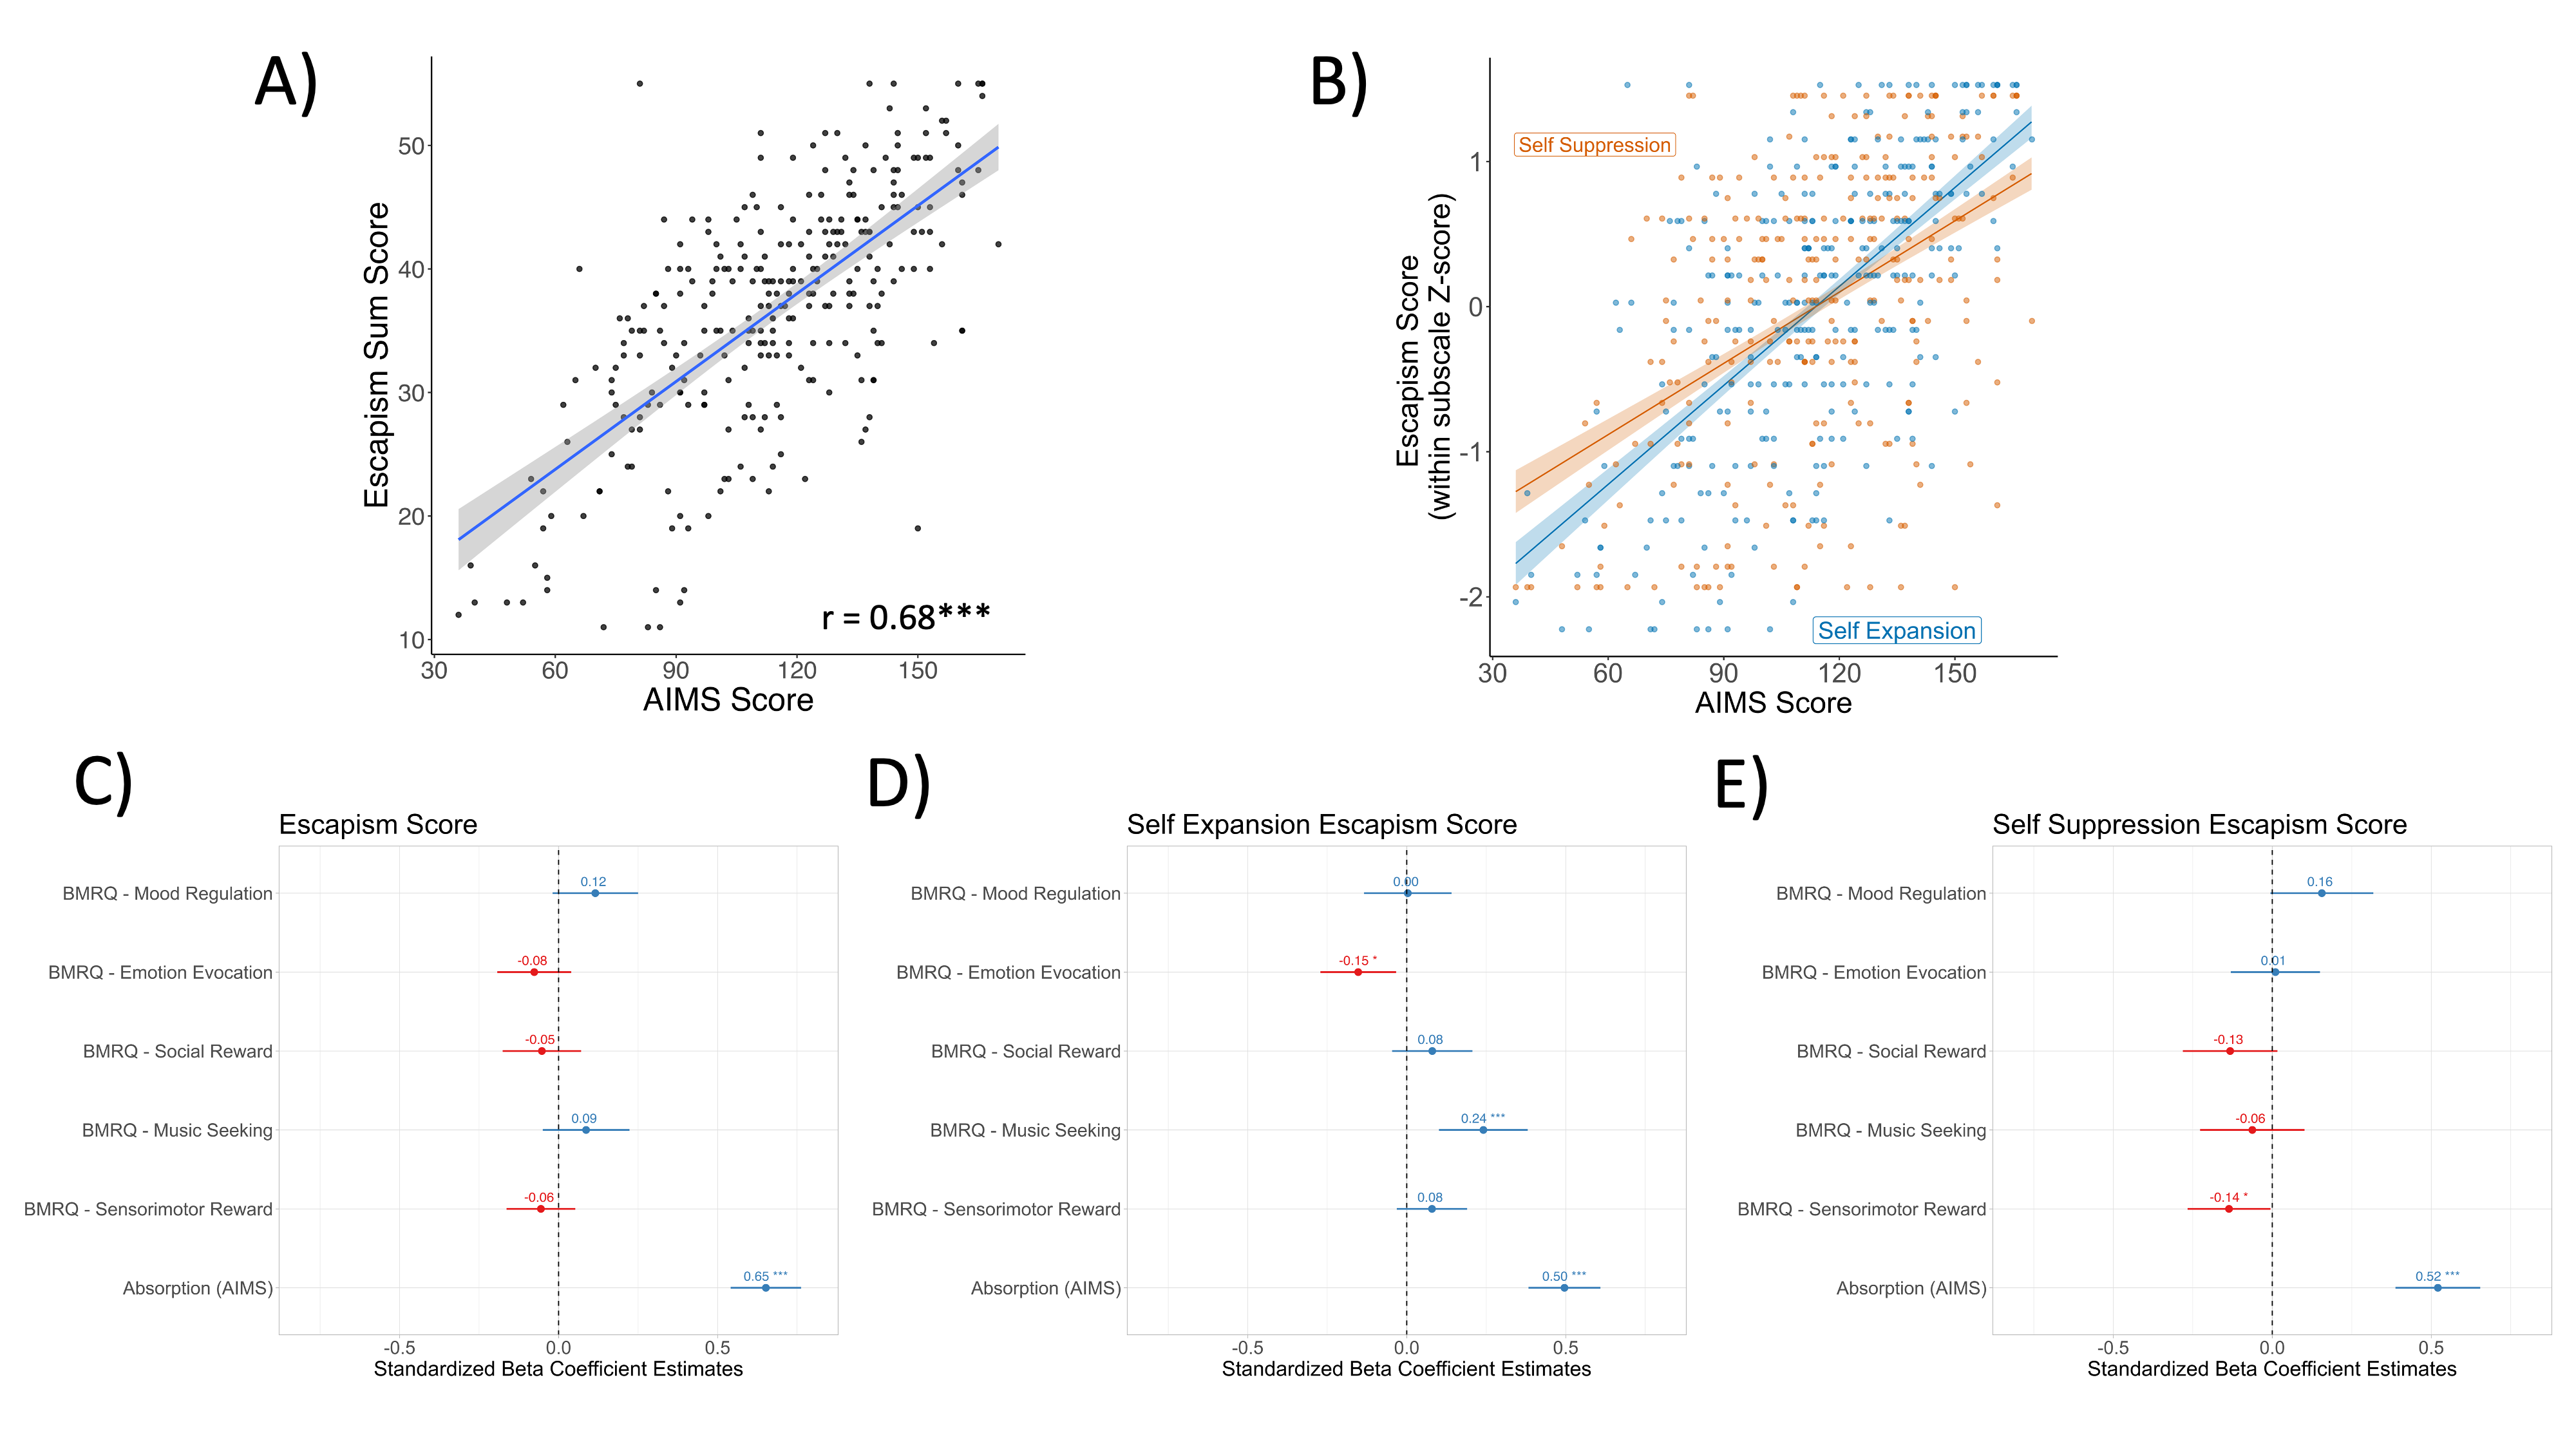 A)
50
40
30
20
10
Escapism Sum Score
r = 0.68***
30 60 90 120 150
AIMS Score
B)
Self Suppression
1
0
-1
-2
Escapism Score
(within subscale Z-score)
Self Expansion
30 60 90 120 150
AIMS Score
C)
Escapism Score
BMRQ - Mood Regulation
0.12
BMRQ - Emotion Evocation
-0.08
BMRQ - Social Reward
-0.05
BMRQ - Music Seeking
0.09
BMRQ - Sensorimotor Reward
-0.06
Absorption (AIMS)
0.65 ***
-0.5 0.0 0.5
Standardized Beta Coefficient Estimates
D)
Self Expansion Escapism Score
BMRQ - Mood Regulation
0.00
BMRQ - Emotion Evocation
-0.15 *
BMRQ - Social Reward
0.08
BMRQ - Music Seeking
0.24 ***
BMRQ - Sensorimotor Reward
0.08
Absorption (AIMS)
0.50 ***
-0.5 0.0 0.5
Standardized Beta Coefficient Estimates
E)
Self Suppression Escapism Score
BMRQ - Mood Regulation
0.16
BMRQ - Emotion Evocation
0.01
BMRQ - Social Reward
-0.13
BMRQ - Music Seeking
-0.06
BMRQ - Sensorimotor Reward
-0.14 *
Absorption (AIMS)
0.52 ***
-0.5 0.0 0.5
Standardized Beta Coefficient Estimates